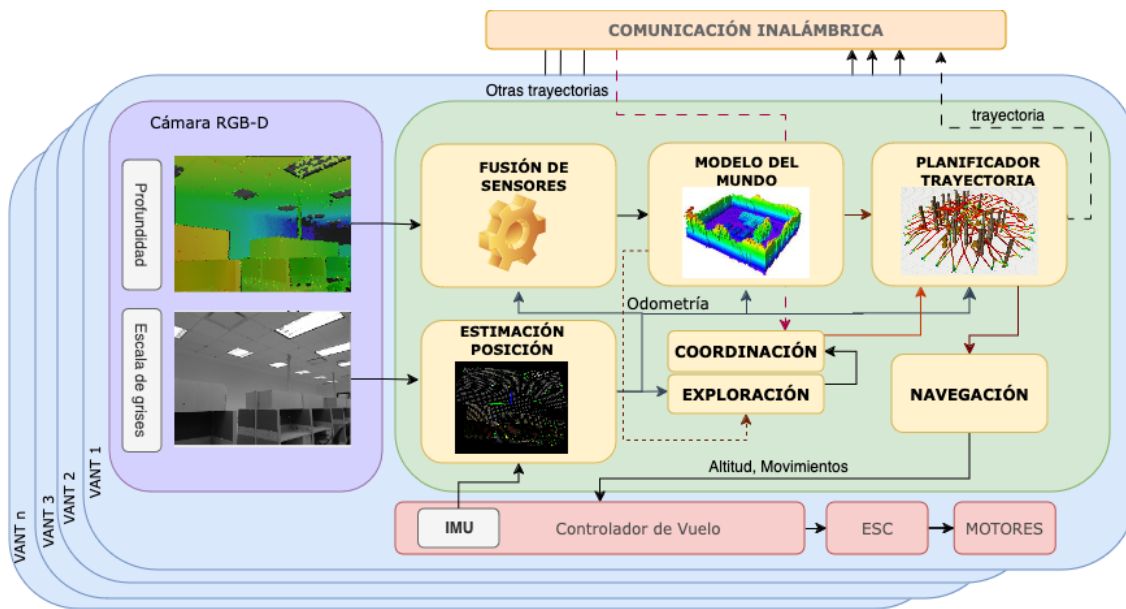 COMUNICACIÓN INALÁMBRICA
Otras trayectorias
trayectoria
Cámara RGB-D
Profundidad
Escala de grises
FUSIÓN DE
SENSORES
MODELO DEL
MUNDO
PLANIFICADOR
TRAYECTORIA
Odometría
ESTIMACIÓN
POSICIÓN
COORDINACIÓN
EXPLORACIÓN
NAVEGACIÓN
Altitud, Movimientos
IMU
Controlador de Vuelo
ESC
MOTORES
VANT 1
VANT 2
VANT 3
VANT n